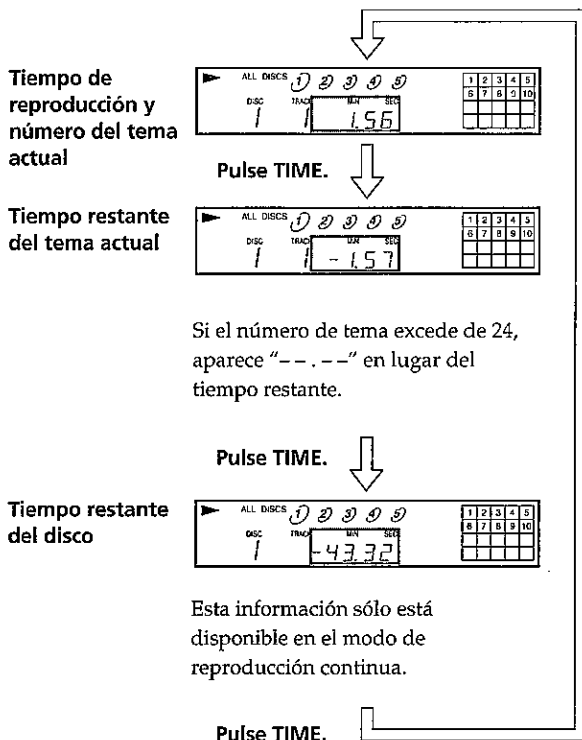 Tiempo de
reproducción y
número del tema
actual
ALL DISCS 1 2 3 4 5
DISC TRACK MIN SEC
1 1 1.56
1 2 3 4 5
6 7 8 9 10
Pulse TIME.
Tiempo restante
del tema actual
ALL DISCS 1 2 3 4 5
DISC TRACK MIN SEC
1 1 -1.57
1 2 3 4 5
6 7 8 9 10
Si el número de tema excede de 24,
aparece "--.--" en lugar del
tiempo restante.
Pulse TIME.
Tiempo restante
del disco
ALL DISCS 1 2 3 4 5
DISC TRACK MIN SEC
1 -43.32
1 2 3 4 5
6 7 8 9 10
Esta información sólo está
disponible en el modo de
reproducción continua.
Pulse TIME.